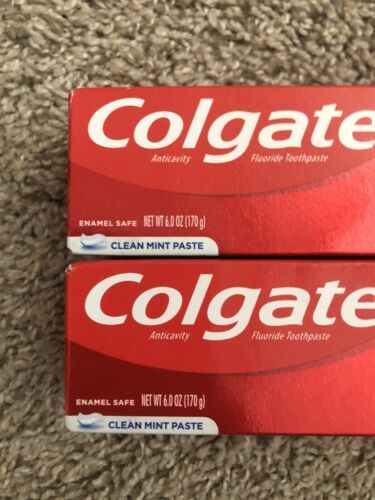 Colgate
Anticavity Fluoride Toothpaste
ENAMEL SAFE NET WT 6.0 OZ (170 g)
CLEAN MINT PASTE
Colgate
Anticavity Fluoride Toothpaste
ENAMEL SAFE NET WT 6.0 OZ (170 g)
CLEAN MINT PASTE